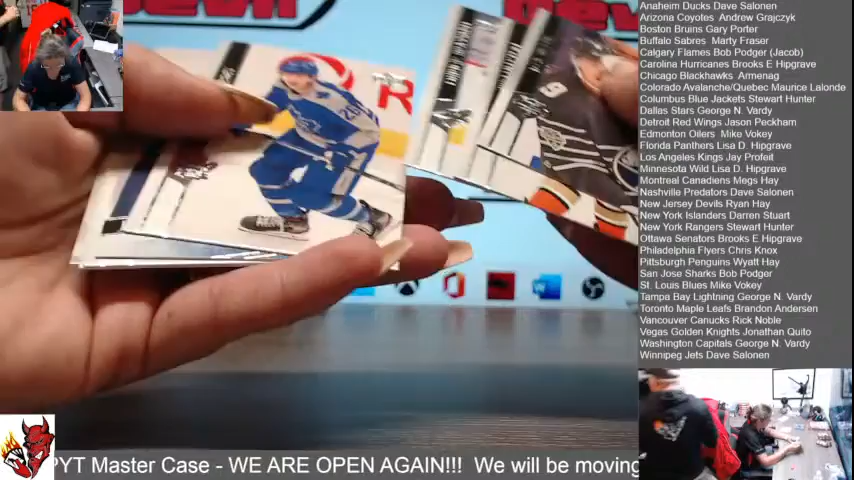 Devil
Anaheim Ducks Dave Salonen
Arizona Coyotes Andrew Grajczyk
Boston Bruins Gary Porter
Buffalo Sabres Marty Fraser
Calgary Flames Bob Podger (Jacob)
Carolina Hurricanes Brooks E Hipgrave
Chicago Blackhawks Armenag
Colorado Avalanche/Quebec Maurice Lalonde
Columbus Blue Jackets Stewart Hunter
Dallas Stars George N. Vardy
Detroit Red Wings Jason Peckham
Edmonton Oilers Mike Vokey
Florida Panthers Lisa D. Hipgrave
Los Angeles Kings Jay Profeit
Minnesota Wild Lisa D. Hipgrave
Montreal Canadiens Megs Hay
Nashville Predators Dave Salonen
New Jersey Devils Ryan Hay
New York Islanders Darren Stuart
New York Rangers Stewart Hunter
Ottawa Senators Brooks E Hipgrave
Philadelphia Flyers Chris Knox
Pittsburgh Penguins Wyatt Hay
San Jose Sharks Bob Podger
St. Louis Blues Mike Vokey
Tampa Bay Lightning George N. Vardy
Toronto Maple Leafs Brandon Andersen
Vancouver Canucks Rick Noble
Vegas Golden Knights Jonathan Quito
Washington Capitals George N. Vardy
Winnipeg Jets Dave Salonen
9
R
PYT Master Case - WE ARE OPEN AGAIN!!! We will be moving